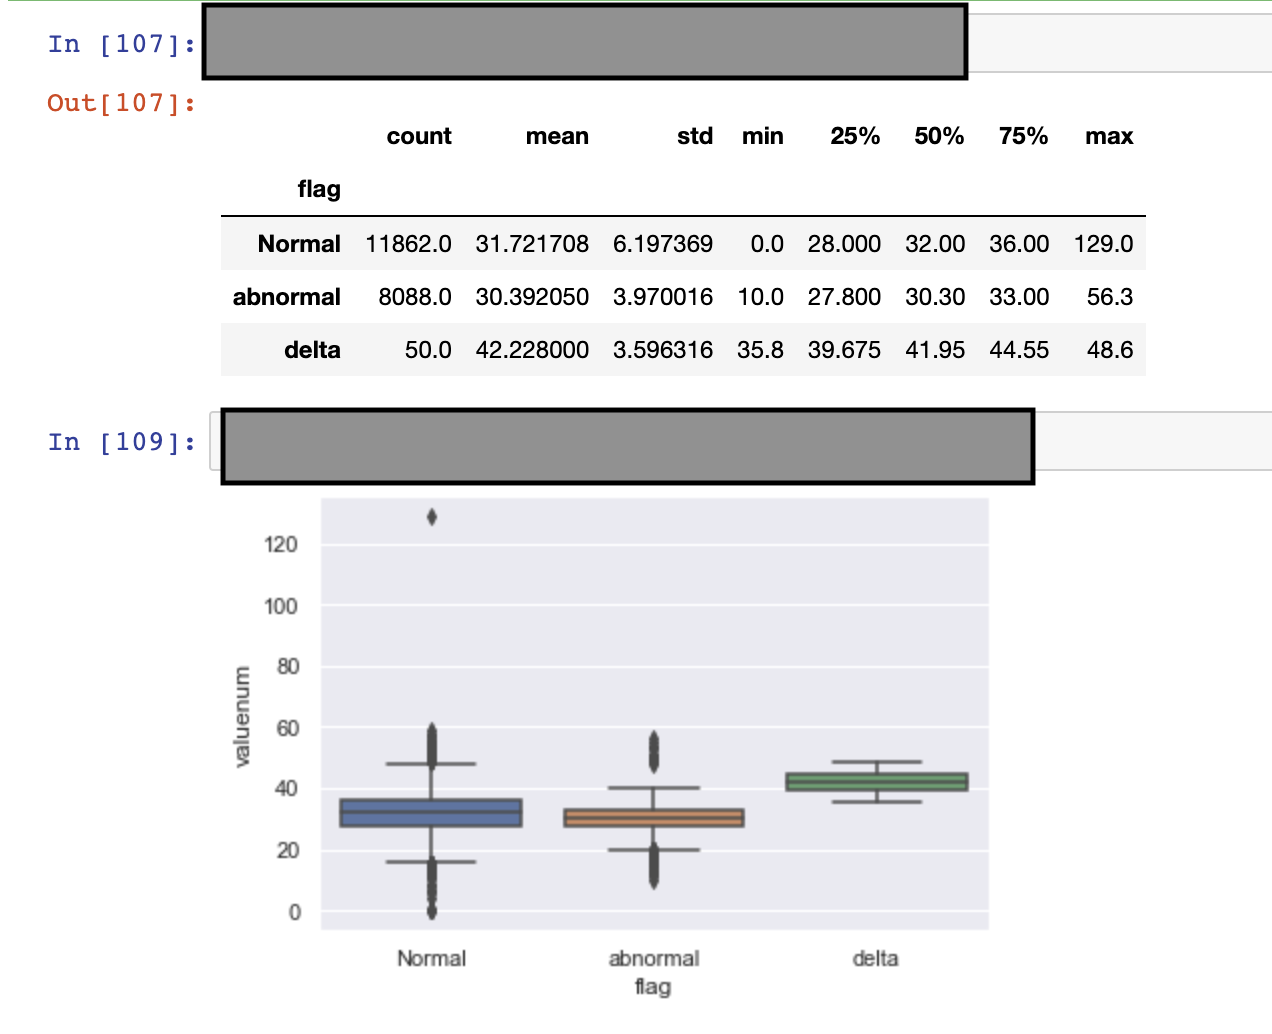 In [107]:
Out[107]:
count mean std min 25% 50% 75% max
flag
Normal 11862.0 31.721708 6.197369 0.0 28.000 32.00 36.00 129.0
abnormal 8088.0 30.392050 3.970016 10.0 27.800 30.30 33.00 56.3
delta 50.0 42.228000 3.596316 35.8 39.675 41.95 44.55 48.6
In [109]:
120
100
80
60
40
20
0
valuenum
Normal abnormal delta
flag